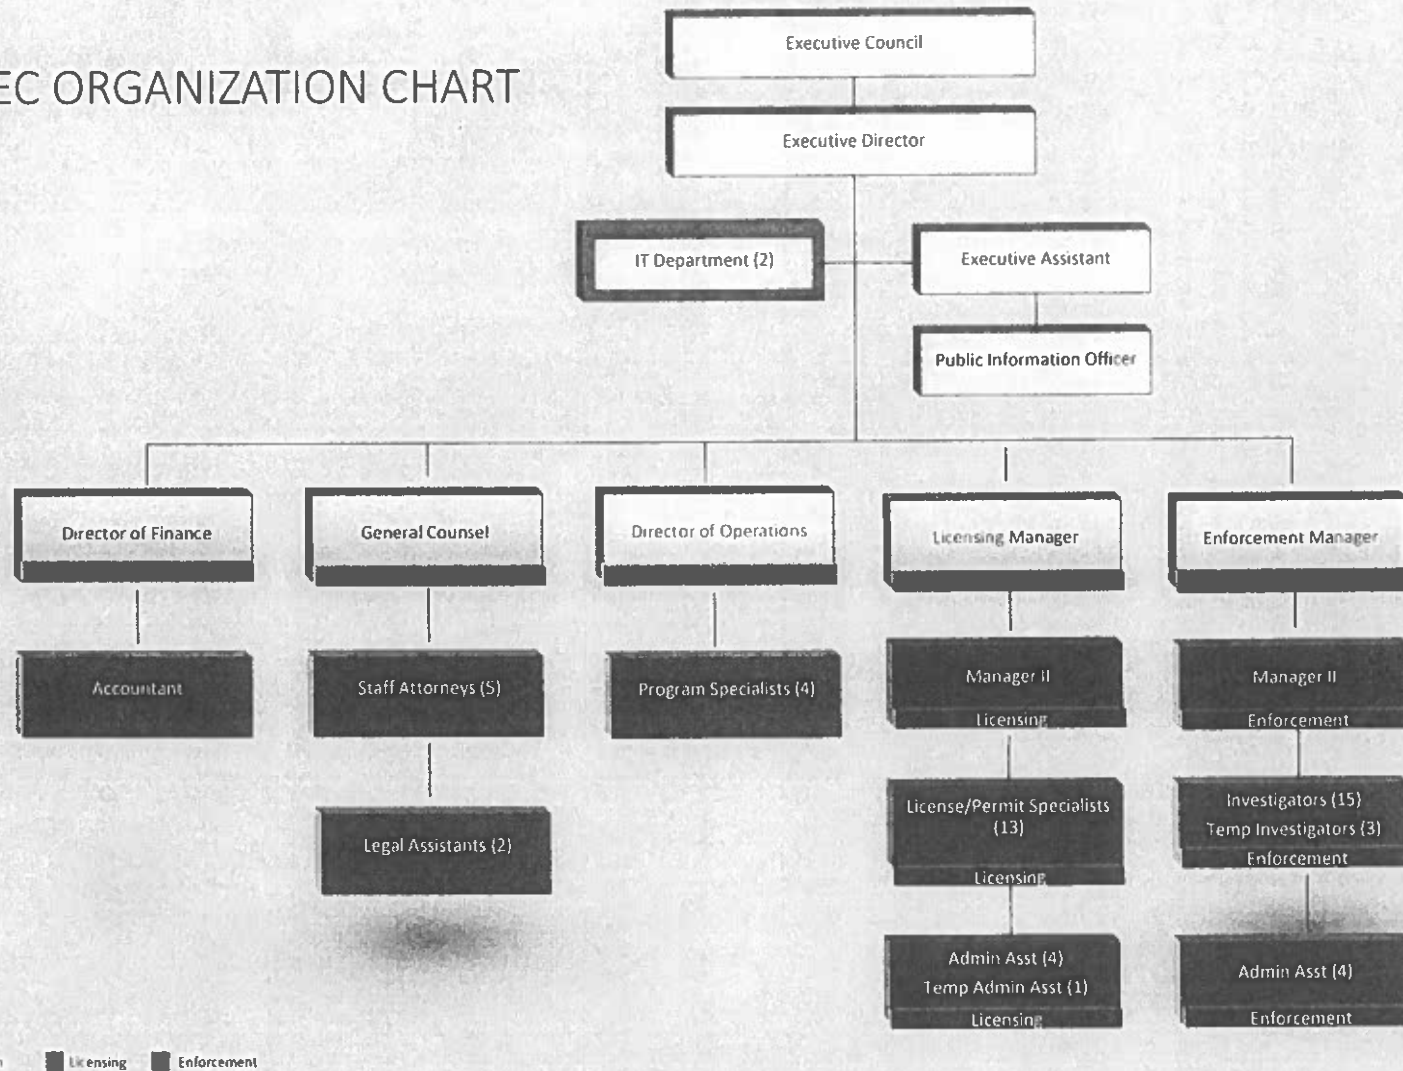 EC ORGANIZATION CHART
Executive Council
Executive Director
IT Department (2)
Executive Assistant
Public Information Officer
Director of Finance
General Counsel
Director of Operations
Licensing Manager
Enforcement Manager
Accountant
Staff Attorneys (5)
Program Specialists (4)
Manager II
Licensing
Manager II
Enforcement
Legal Assistants (2)
License/Permit Specialists
(13)
Licensing
Investigators (15)
Temp Investigators (3)
Enforcement
Admin Asst (4)
Temp Admin Asst (1)
Licensing
Admin Asst (4)
Enforcement
Licensing
Enforcement